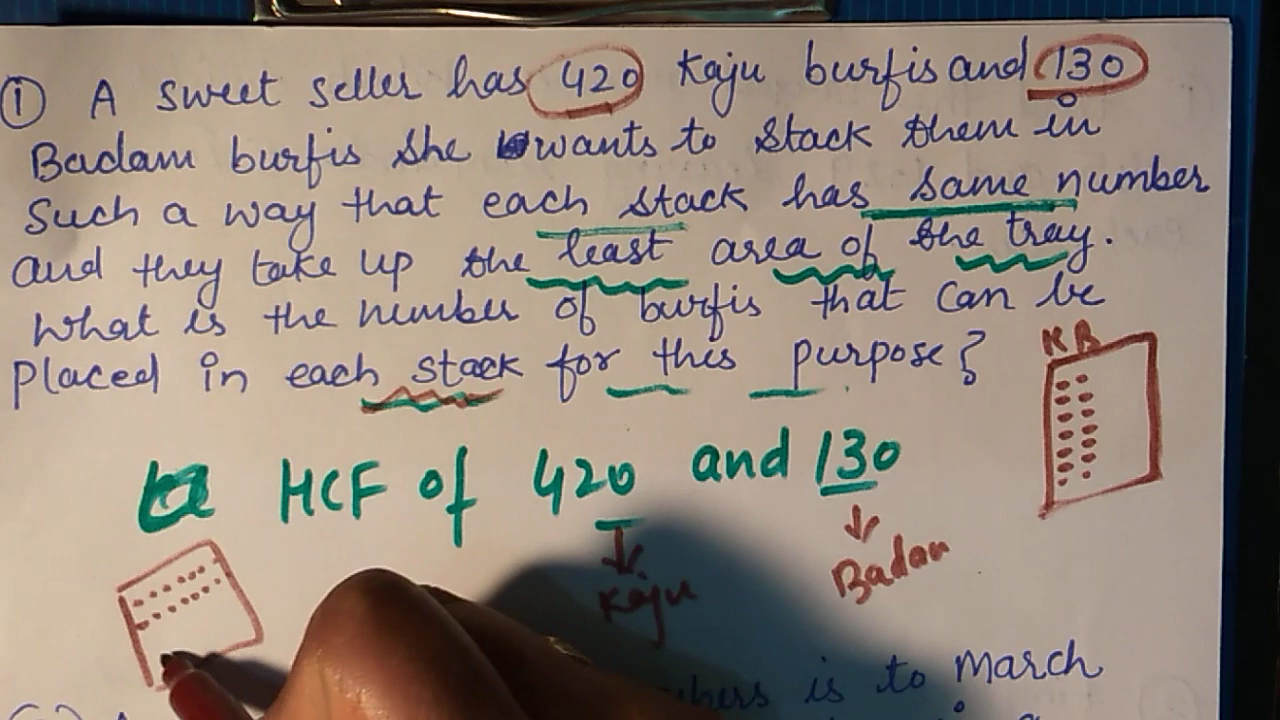 ① A sweet seller has 420 Kaju burfis and 130
Badam burfis she wants to stack them in
Such a way that each stack has same number
and they take up the least area of the tray.
What is the number of burfis that can be
placed in each stack for this purpose?
K B
HCF of 420 and 130
Kaju
Badam
is to march